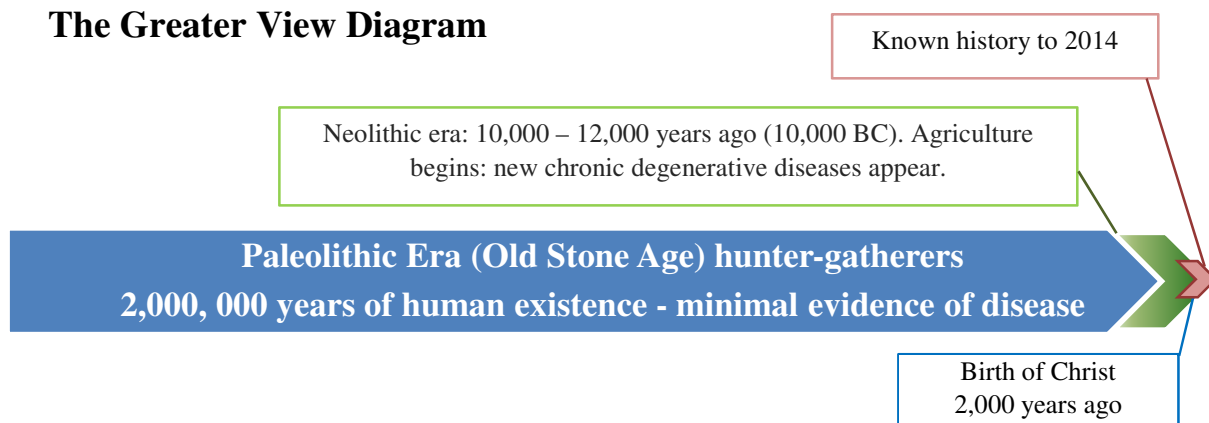 The Greater View Diagram
Known history to 2014
Neolithic era: 10,000 – 12,000 years ago (10,000 BC). Agriculture
begins: new chronic degenerative diseases appear.
Paleolithic Era (Old Stone Age) hunter-gatherers
2,000, 000 years of human existence - minimal evidence of disease
Birth of Christ
2,000 years ago